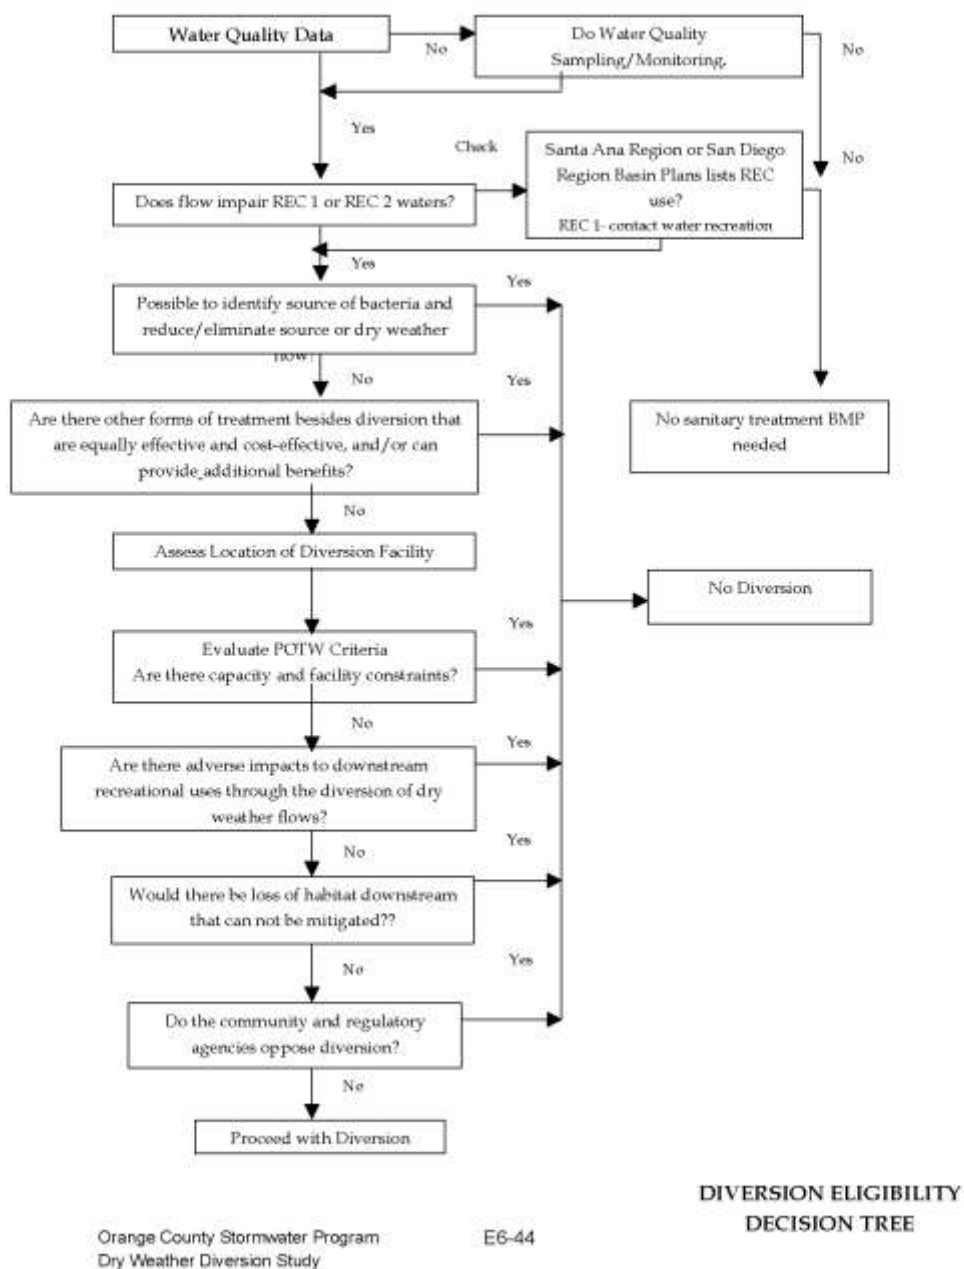 Water Quality Data
No
Do Water Quality
Sampling/Monitoring.
No
Yes
Check
Santa Ana Region or San Diego
Region Basin Plans lists REC
use?
REC 1- contact water recreation
No
Does flow impair REC 1 or REC 2 waters?
Yes
Possible to identify source of bacteria and
reduce/eliminate source or dry weather
flow?
Yes
No
Yes
Are there other forms of treatment besides diversion that
are equally effective and cost-effective, and/or can
provide additional benefits?
No sanitary treatment BMP
needed
No
Assess Location of Diversion Facility
No Diversion
Evaluate POTW Criteria
Are there capacity and facility constraints?
Yes
No
Yes
Are there adverse impacts to downstream
recreational uses through the diversion of dry
weather flows?
No
Yes
Would there be loss of habitat downstream
that can not be mitigated??
No
Yes
Do the community and regulatory
agencies oppose diversion?
No
Proceed with Diversion
DIVERSION ELIGIBILITY
DECISION TREE
Orange County Stormwater Program
Dry Weather Diversion Study
E6-44